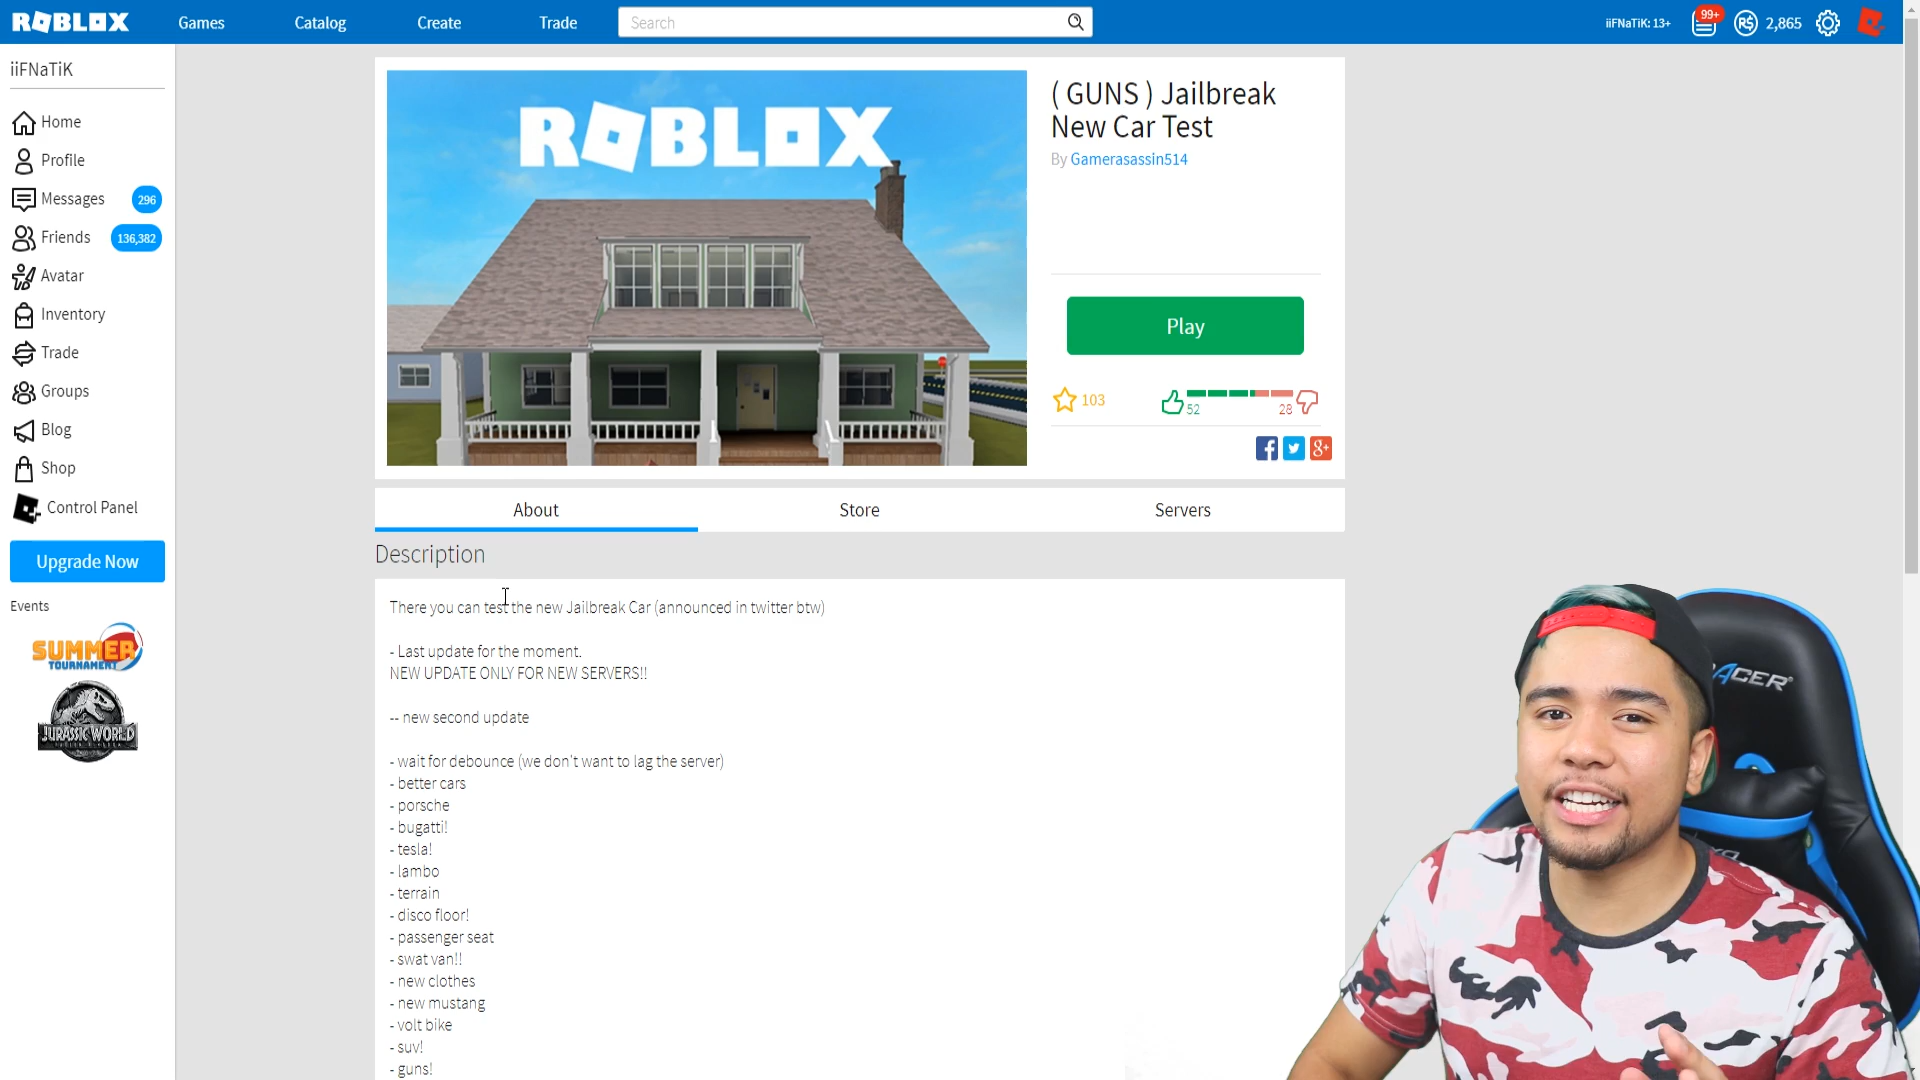 ROBLOX
Games
Catalog
Create
Trade
Search
iiFNaTiK: 13+
99+
2,865
iiFNaTiK
Home
Profile
Messages
296
Friends
136,382
Avatar
Inventory
Trade
Groups
Blog
Shop
Control Panel
Upgrade Now
Events
SUMMER
TOURNAMENT
JURASSIC WORLD
ROBLOX
( GUNS ) Jailbreak
New Car Test
By Gamerasassin514
Play
103
52
28
About
Store
Servers
Description
There you can test the new Jailbreak Car (announced in twitter btw)
- Last update for the moment.
NEW UPDATE ONLY FOR NEW SERVERS!!
-- new second update
- wait for debounce (we don't want to lag the server)
- better cars
- porsche
- bugatti!
- tesla!
- lambo
- terrain
- disco floor!
- passenger seat
- swat van!!
- new clothes
- new mustang
- volt bike
- suv!
- guns!
ACER